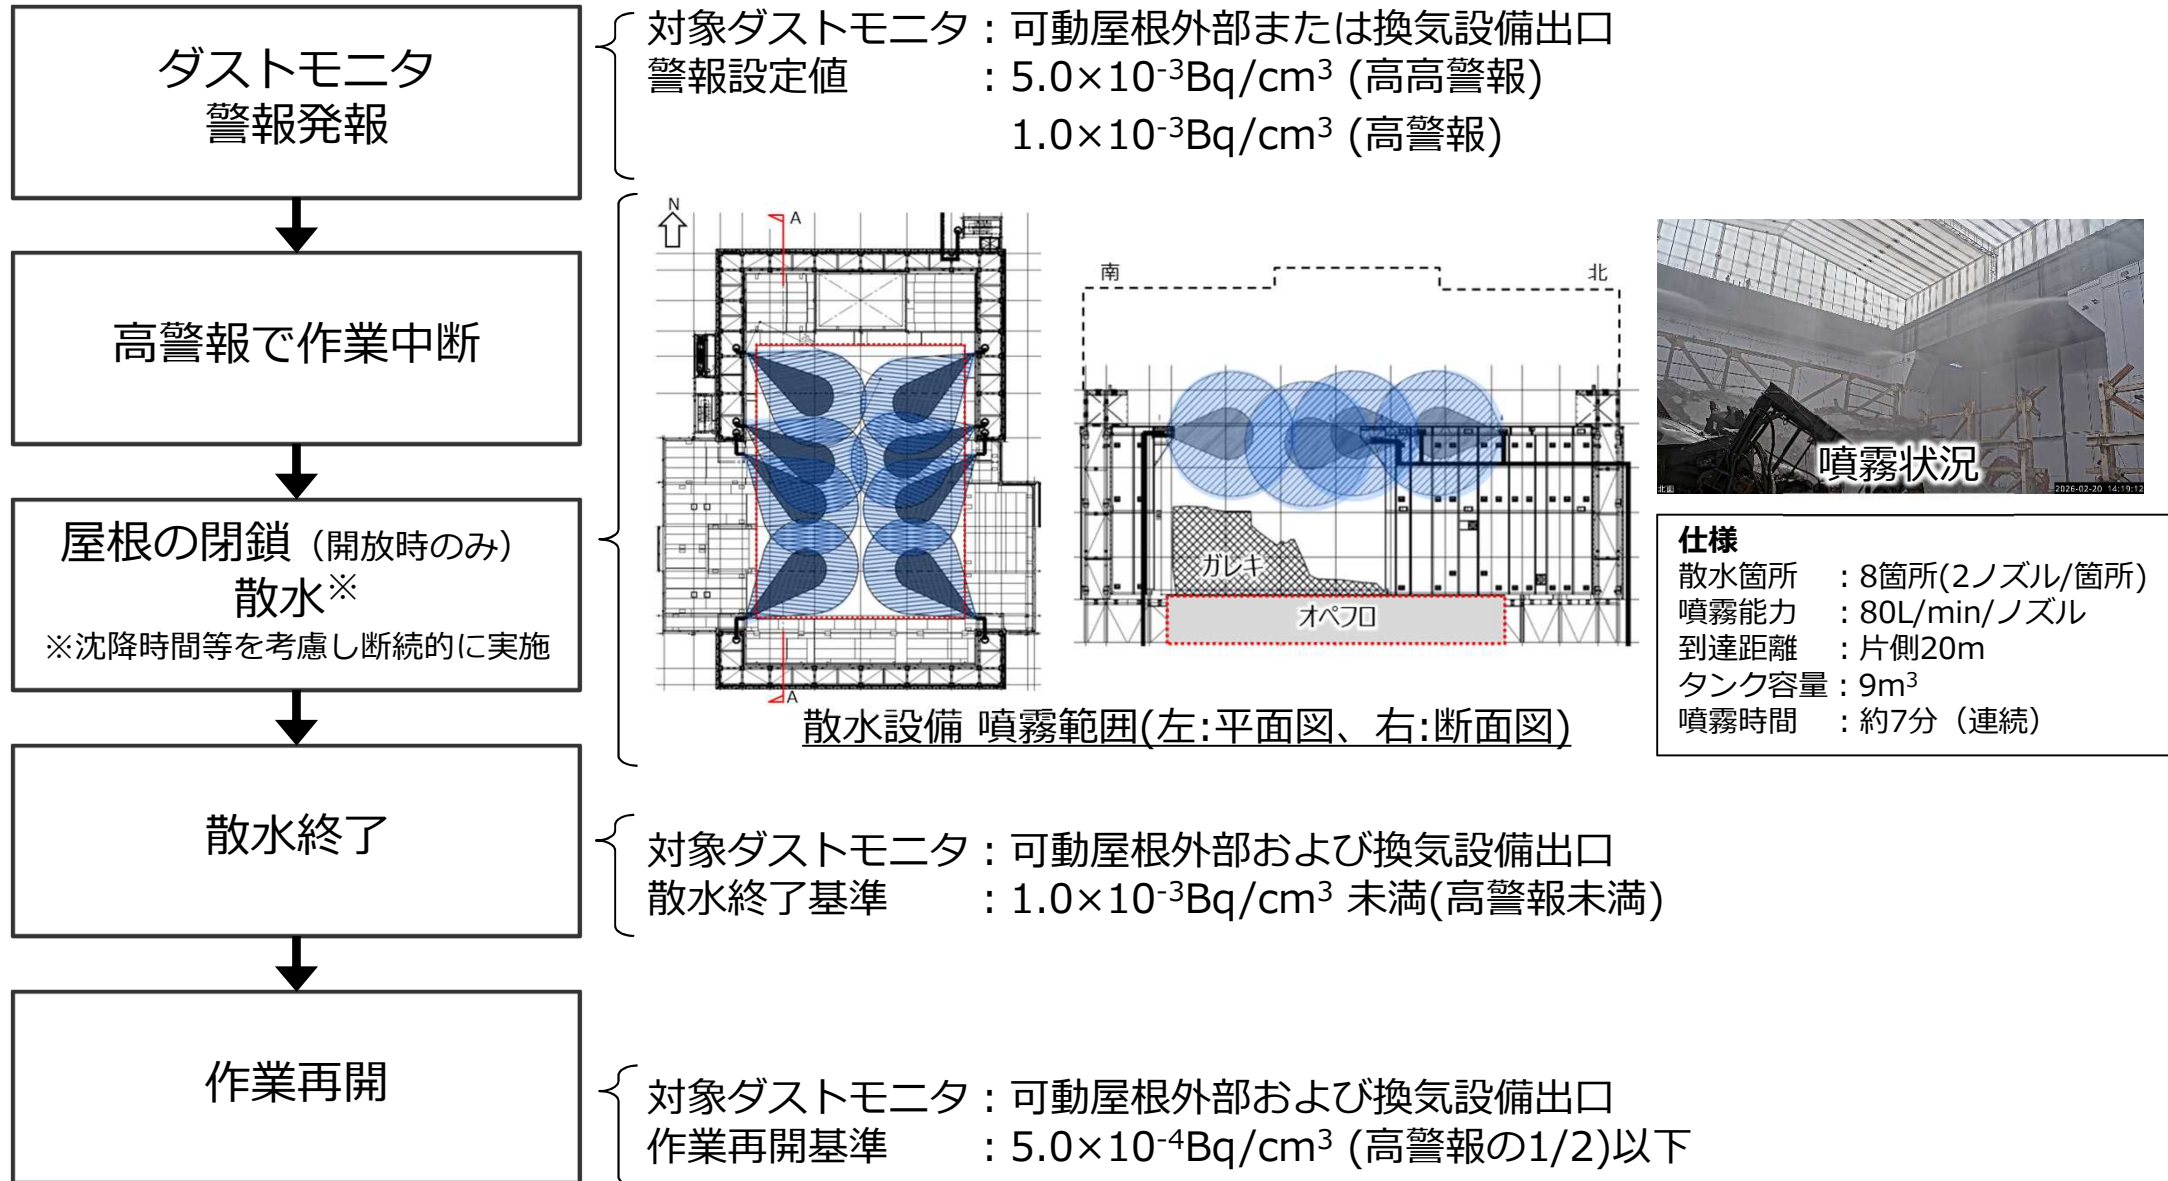 ダストモニタ
警報発報
対象ダストモニタ：可動屋根外部または換気設備出口
警報設定値　　　：5.0×10⁻³Bq/cm³ (高高警報)
1.0×10⁻³Bq/cm³ (高警報)
高警報で作業中断
屋根の閉鎖（開放時のみ）
散水※
※沈降時間等を考慮し断続的に実施
N
A
A
南
北
ガレキ
オペフロ
散水設備 噴霧範囲(左:平面図、右:断面図)
噴霧状況
北面
2026-02-20 14:19:12
仕様
散水箇所　：8箇所(2ノズル/箇所)
噴霧能力　：80L/min/ノズル
到達距離　：片側20m
タンク容量：9m³
噴霧時間　：約7分（連続）
散水終了
対象ダストモニタ：可動屋根外部および換気設備出口
散水終了基準　　：1.0×10⁻³Bq/cm³ 未満(高警報未満)
作業再開
対象ダストモニタ：可動屋根外部および換気設備出口
作業再開基準　　：5.0×10⁻⁴Bq/cm³ (高警報の1/2)以下